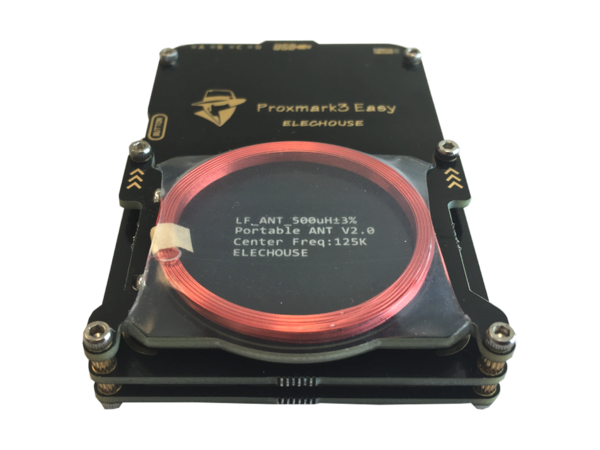 Proxmark3 Easy
ELECHOUSE
LF_ANT_500uH±3%
Portable ANT V2.0
Center Freq:125K
ELECHOUSE